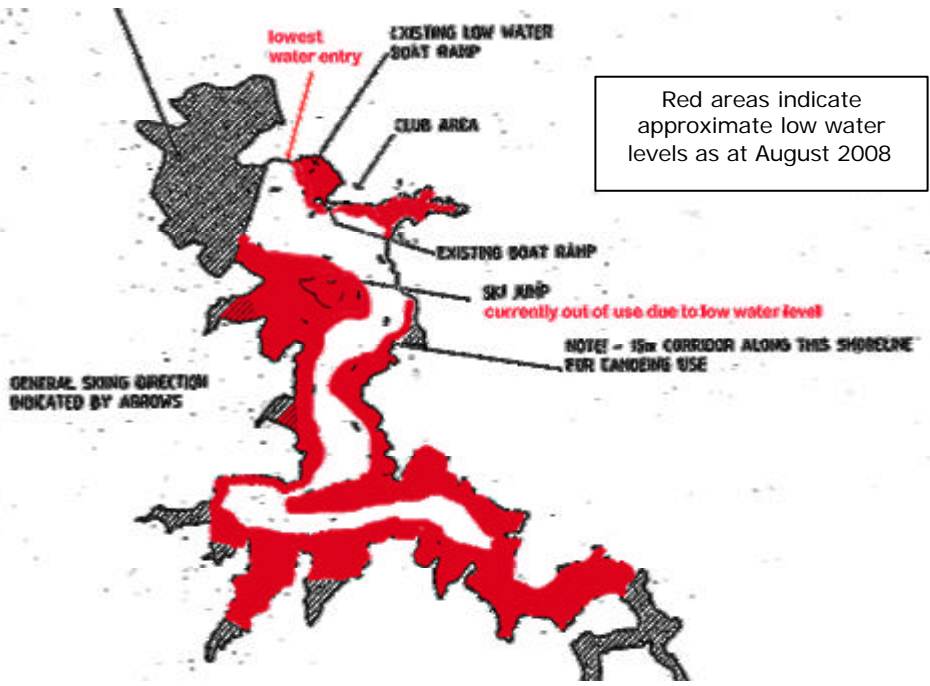 lowest
water entry
EXISTING LOW WATER
BOAT RAMP
CLUB AREA
Red areas indicate
approximate low water
levels as at August 2008
EXISTING BOAT RAMP
SKI JUMP
currently out of use due to low water level
NOTE! - 15m CORRIDOR ALONG THIS SHORELINE
FOR CANOEING USE
GENERAL SKIING DIRECTION
INDICATED BY ARROWS